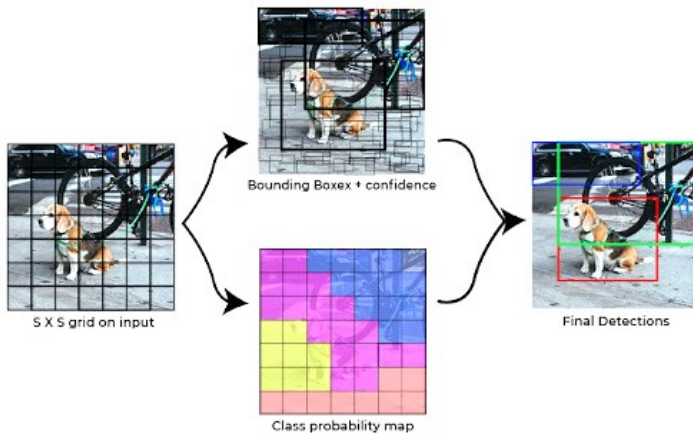 Bounding Boxex + confidence
S X S grid on input
Final Detections
Class probability map